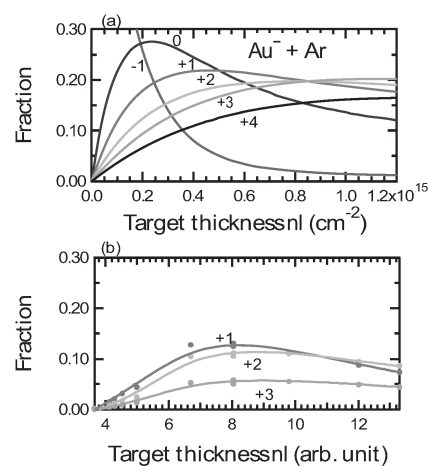 (a)
0.30
0.20
0.10
0.00
Fraction
0
-1
+1
+2
+3
+4
Au⁻ + Ar
0.0 0.2 0.4 0.6 0.8 1.0 1.2x10¹⁵
Target thicknessnl (cm⁻²)
(b)
0.30
0.20
0.10
0.00
Fraction
+1
+2
+3
4 6 8 10 12
Target thicknessnl (arb. unit)